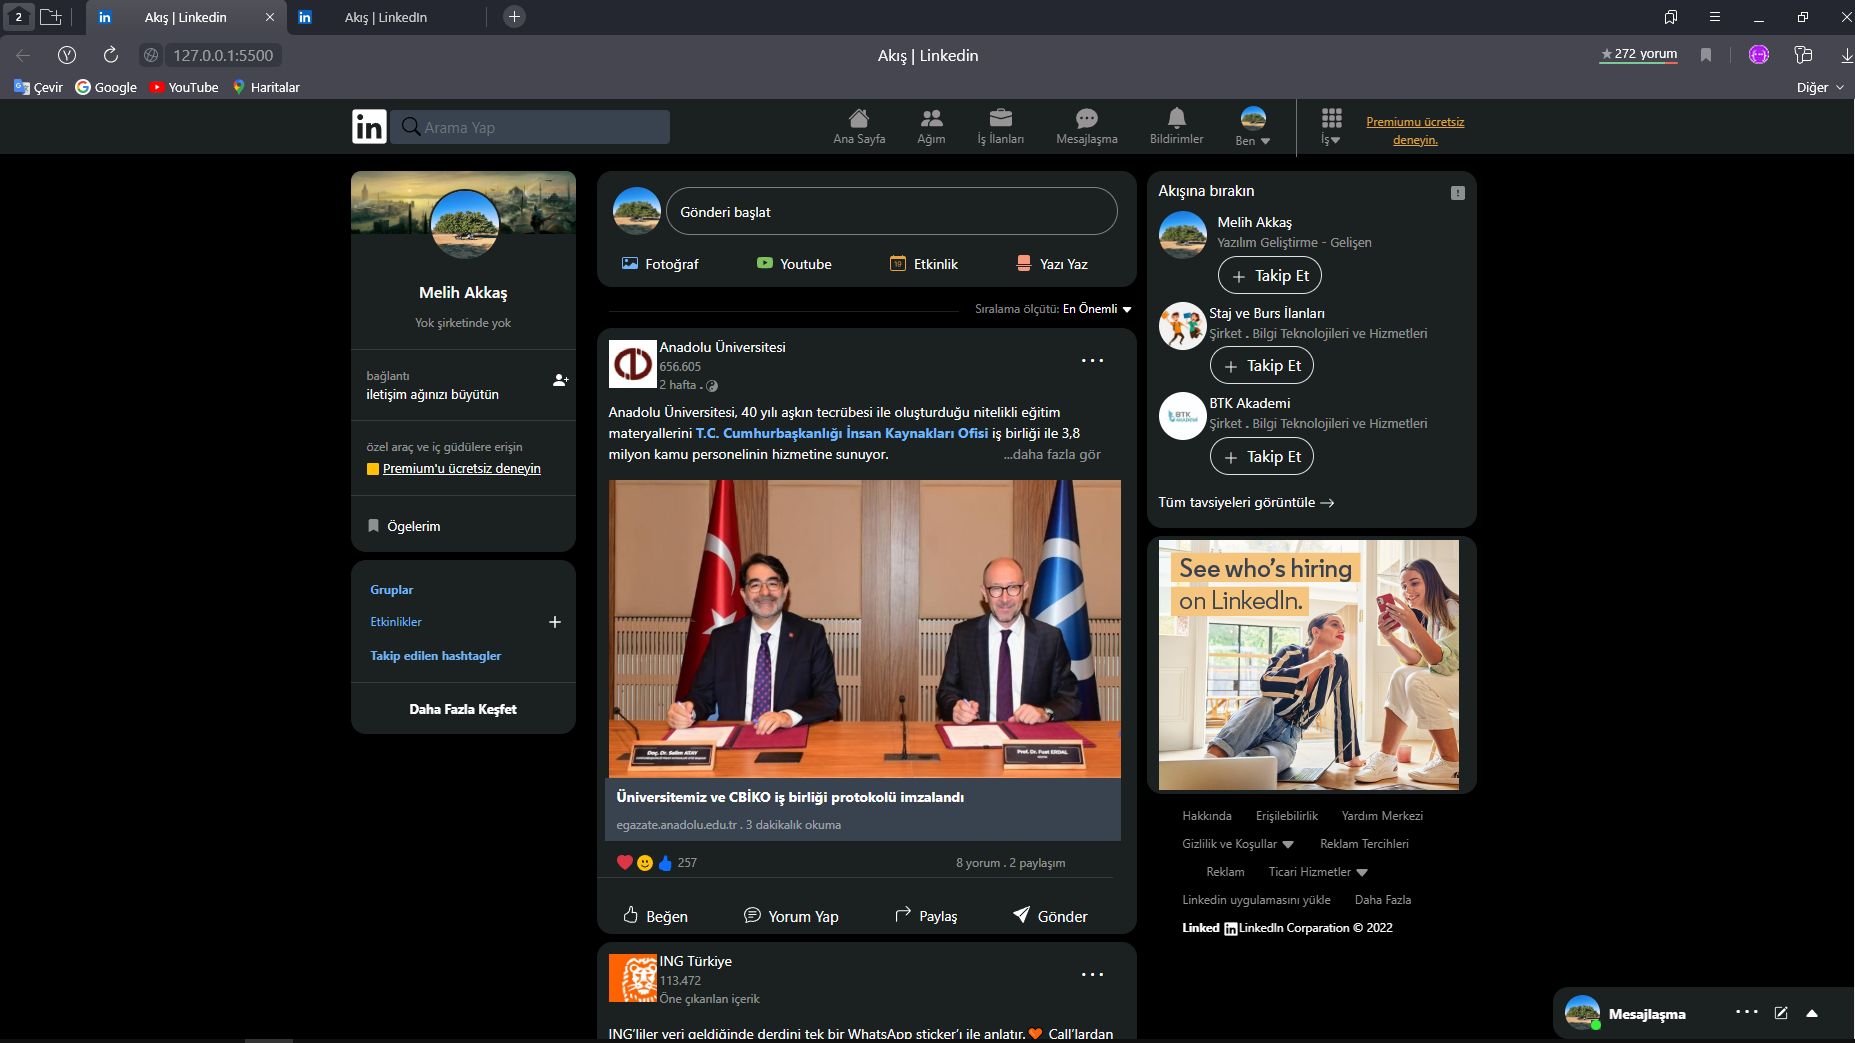 2
Akış | Linkedin
Akış | LinkedIn
127.0.0.1:5500
Akış | Linkedin
★272 yorum
Çevir
Google
YouTube
Haritalar
Diğer
in
Arama Yap
Ana Sayfa
Ağım
İş İlanları
Mesajlaşma
Bildirimler
Ben
İş
Premiumu ücretsiz
deneyin.
Melih Akkaş
Yok şirketinde yok
bağlantı
iletişim ağınızı büyütün
özel araç ve iç güdülere erişin
Premium'u ücretsiz deneyin
Ögelerim
Gruplar
Etkinlikler
Takip edilen hashtagler
Daha Fazla Keşfet
Gönderi başlat
Fotoğraf
Youtube
Etkinlik
Yazı Yaz
Sıralama ölçütü: En Önemli
Anadolu Üniversitesi
656.605
2 hafta .
Anadolu Üniversitesi, 40 yılı aşkın tecrübesi ile oluşturduğu nitelikli eğitim
materyallerini T.C. Cumhurbaşkanlığı İnsan Kaynakları Ofisi iş birliği ile 3,8
milyon kamu personelinin hizmetine sunuyor.
...daha fazla gör
Doç. Dr. Salim ATAY
Prof. Dr. Fuat ERDAL
Üniversitemiz ve CBİKO iş birliği protokolü imzalandı
egazate.anadolu.edu.tr . 3 dakikalık okuma
257
8 yorum . 2 paylaşım
Beğen
Yorum Yap
Paylaş
Gönder
ING Türkiye
113.472
Öne çıkarılan içerik
ING'liler veri geldiğinde derdini tek bir WhatsApp sticker'ı ile anlatır. Call'lardan
Akışına bırakın
Melih Akkaş
Yazılım Geliştirme - Gelişen
Takip Et
Staj ve Burs İlanları
Şirket . Bilgi Teknolojileri ve Hizmetleri
Takip Et
BTK AKADEMİ
BTK Akademi
Şirket . Bilgi Teknolojileri ve Hizmetleri
Takip Et
Tüm tavsiyeleri görüntüle
See who's hiring
on LinkedIn.
Hakkında
Erişilebilirlik
Yardım Merkezi
Gizlilik ve Koşullar
Reklam Tercihleri
Reklam
Ticari Hizmetler
Linkedin uygulamasını yükle
Daha Fazla
Linked in LinkedIn Corparation © 2022
Mesajlaşma